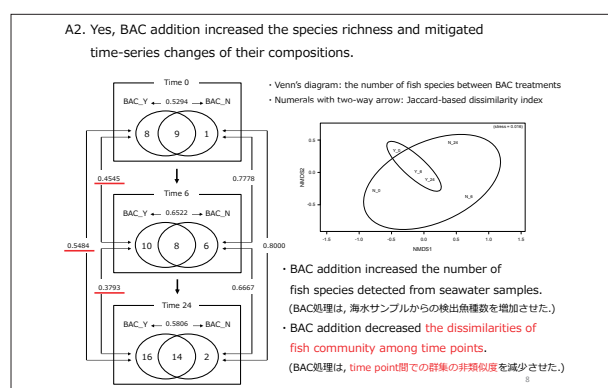 A2. Yes, BAC addition increased the species richness and mitigated
time-series changes of their compositions.
Time 0
BAC_Y 0.5294 BAC_N
8 9 1
0.4545
0.7778
Time 6
BAC_Y 0.6522 BAC_N
10 8 6
0.5484
0.8000
0.3793
0.6667
Time 24
BAC_Y 0.5806 BAC_N
16 14 2
・Venn's diagram: the number of fish species between BAC treatments
・Numerals with two-way arrow: Jaccard-based dissimilarity index
(stress = 0.016)
NMDS2
0.5
0.0
-0.5
N_24
Y_0
Y_6
Y_24
N_0
N_6
-1.5 -1.0 -0.5 0.0 0.5 1.0 1.5
NMDS1
・BAC addition increased the number of
fish species detected from seawater samples.
(BAC処理は, 海水サンプルからの検出魚種数を増加させた.)
・BAC addition decreased the dissimilarities of
fish community among time points.
(BAC処理は, time point間での群集の非類似度を減少させた.)
8